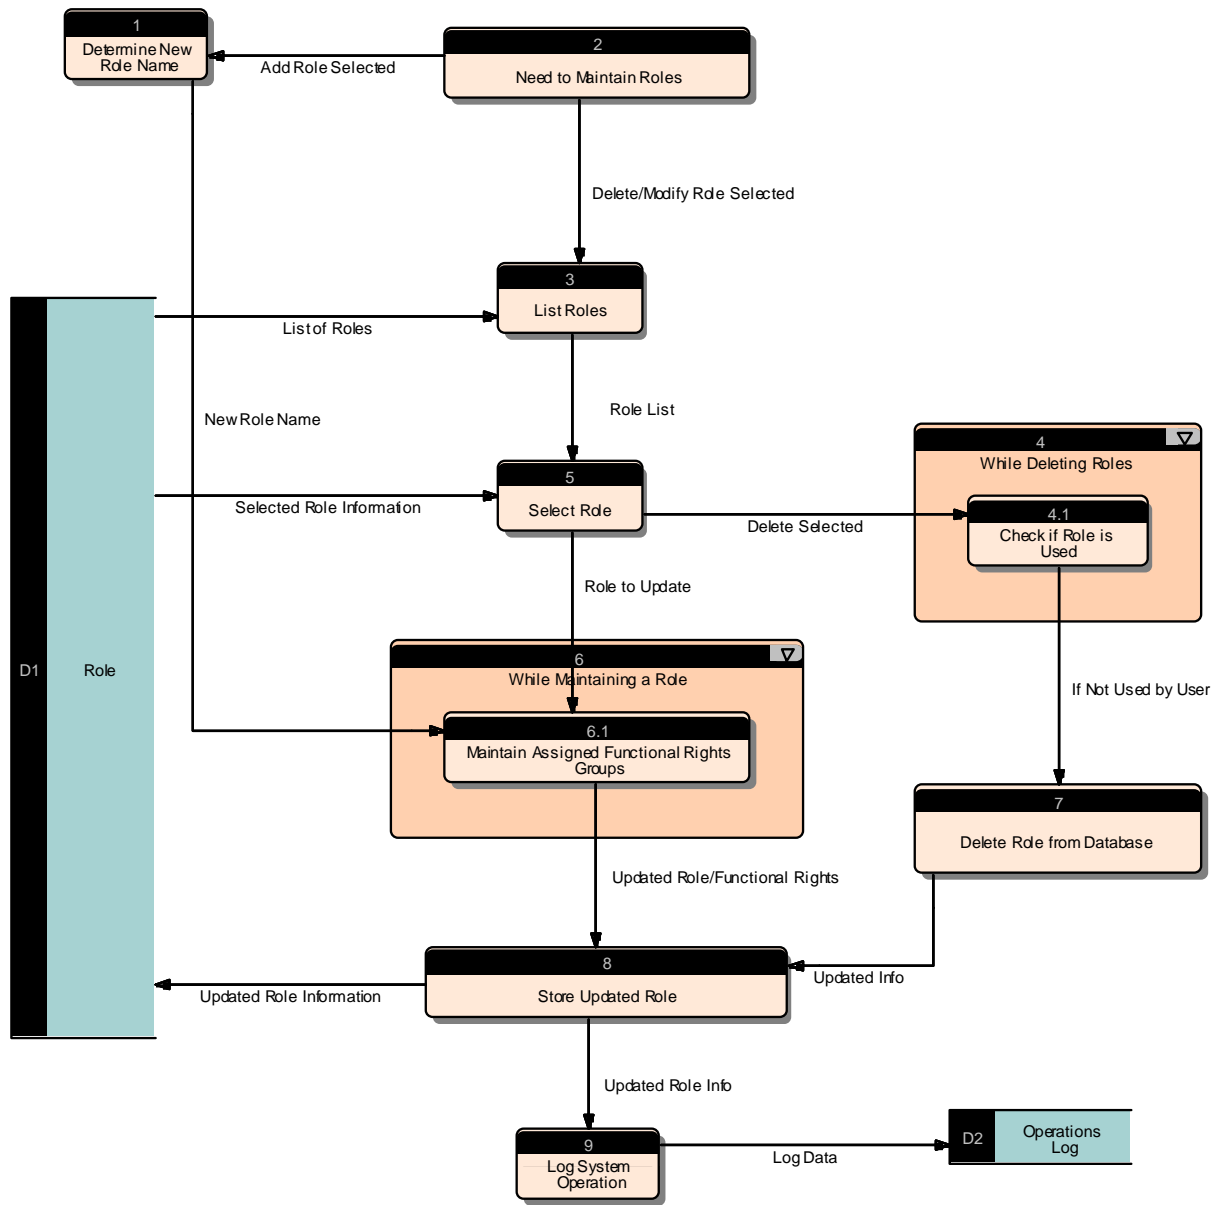 1
Determine New
Role Name
2
Need to Maintain Roles
Add Role Selected
Delete/Modify Role Selected
3
List Roles
List of Roles
New Role Name
Role List
4
While Deleting Roles
5
Select Role
Selected Role Information
Delete Selected
4.1
Check if Role is
Used
Role to Update
D1
Role
6
While Maintaining a Role
If Not Used by User
6.1
Maintain Assigned Functional Rights
Groups
7
Delete Role from Database
Updated Role/Functional Rights
8
Store Updated Role
Updated Info
Updated Role Information
Updated Role Info
9
Log System
Operation
Log Data
D2
Operations
Log